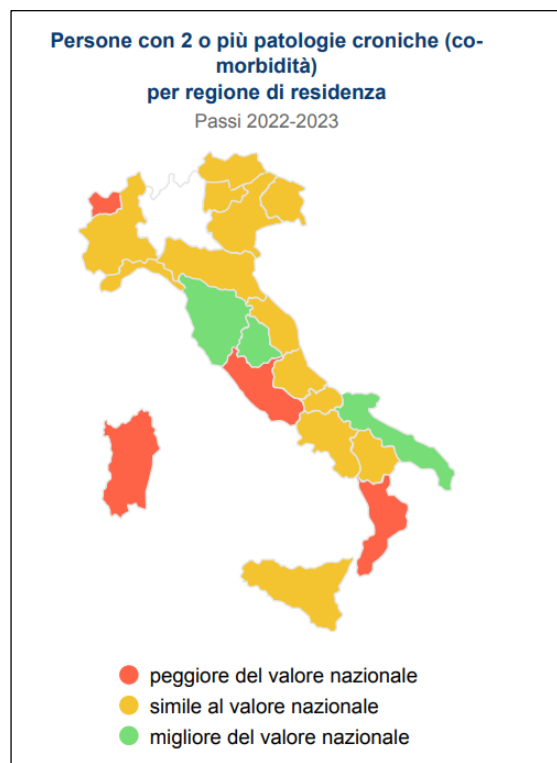 Persone con 2 o più patologie croniche (co-
morbidità)
per regione di residenza
Passi 2022-2023
peggiore del valore nazionale
simile al valore nazionale
migliore del valore nazionale